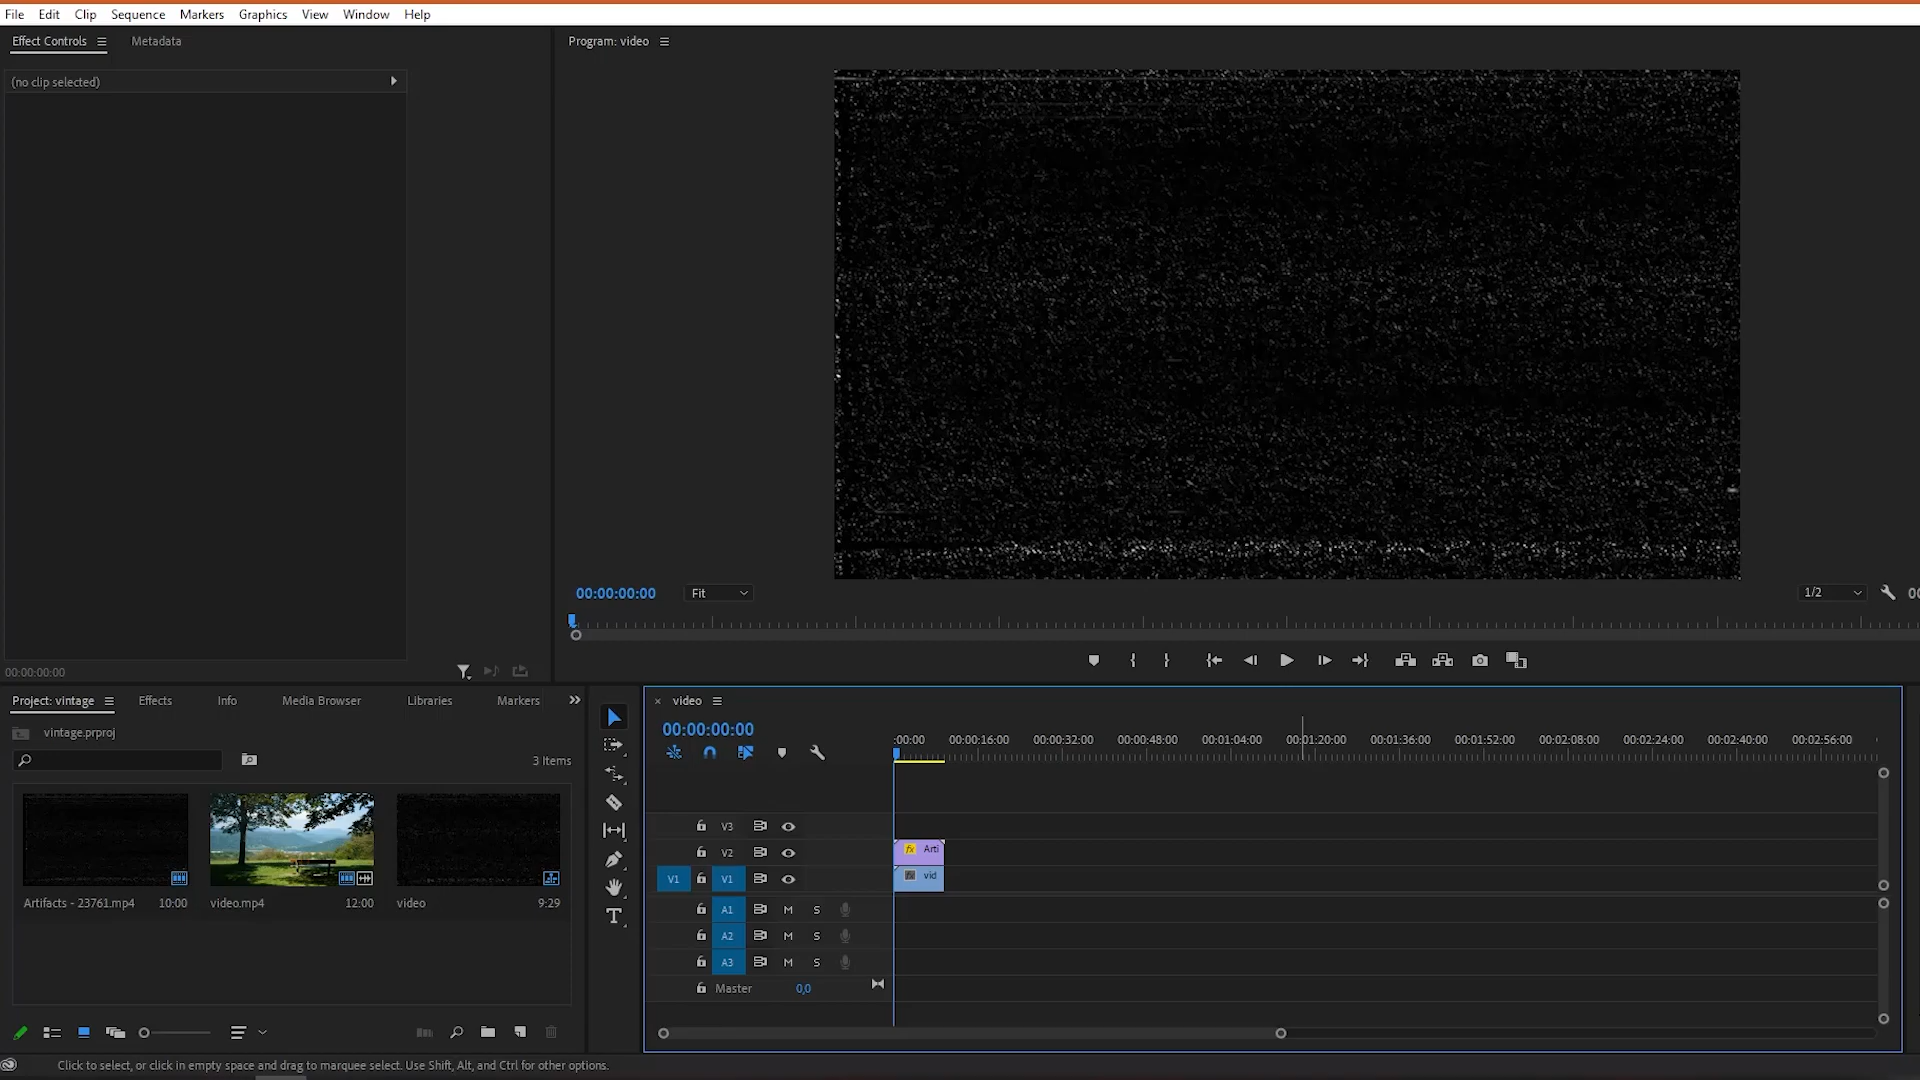 File Edit Clip Sequence Markers Graphics View Window Help
Effect Controls Metadata
Program: video
(no clip selected)
00:00:00:00 Fit 1/2
00:00:00:00
Project: vintage Effects Info Media Browser Libraries Markers
vintage.prproj
3 Items
Artifacts - 23761.mp4 10:00 video.mp4 12:00 video 9:29
video
00:00:00:00
:00:00 00:00:16:00 00:00:32:00 00:00:48:00 00:01:04:00 00:01:20:00 00:01:36:00 00:01:52:00 00:02:08:00 00:02:24:00 00:02:40:00 00:02:56:00
V3
V2 fx Arti
V1 V1 fx vid
A1 M S
A2 M S
A3 M S
Master 0,0
Click to select, or click in empty space and drag to marquee select. Use Shift, Alt, and Ctrl for other options.